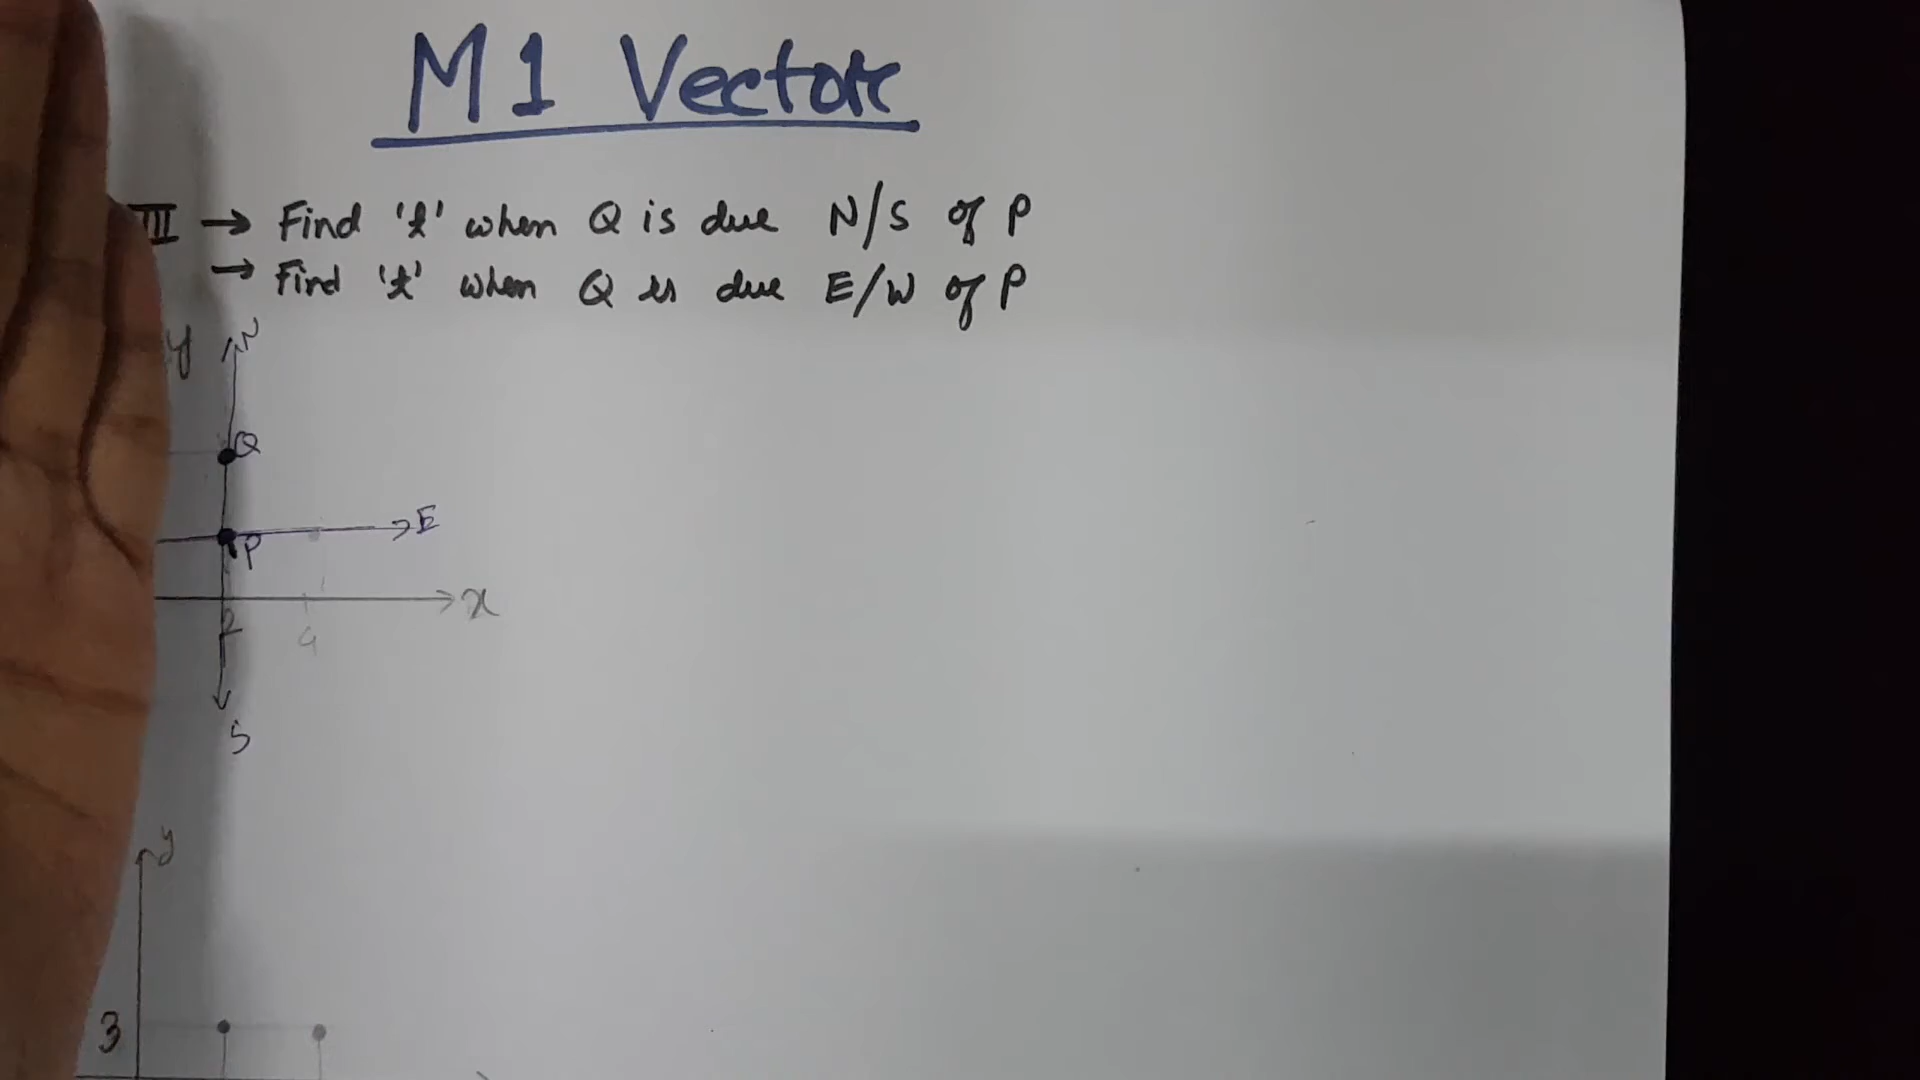 M1 Vectors
III → Find 't' when Q is due N/S of P
→ Find 't' when Q is due E/W of P
y
N
Q
E
P
x
2
4
S
y
3